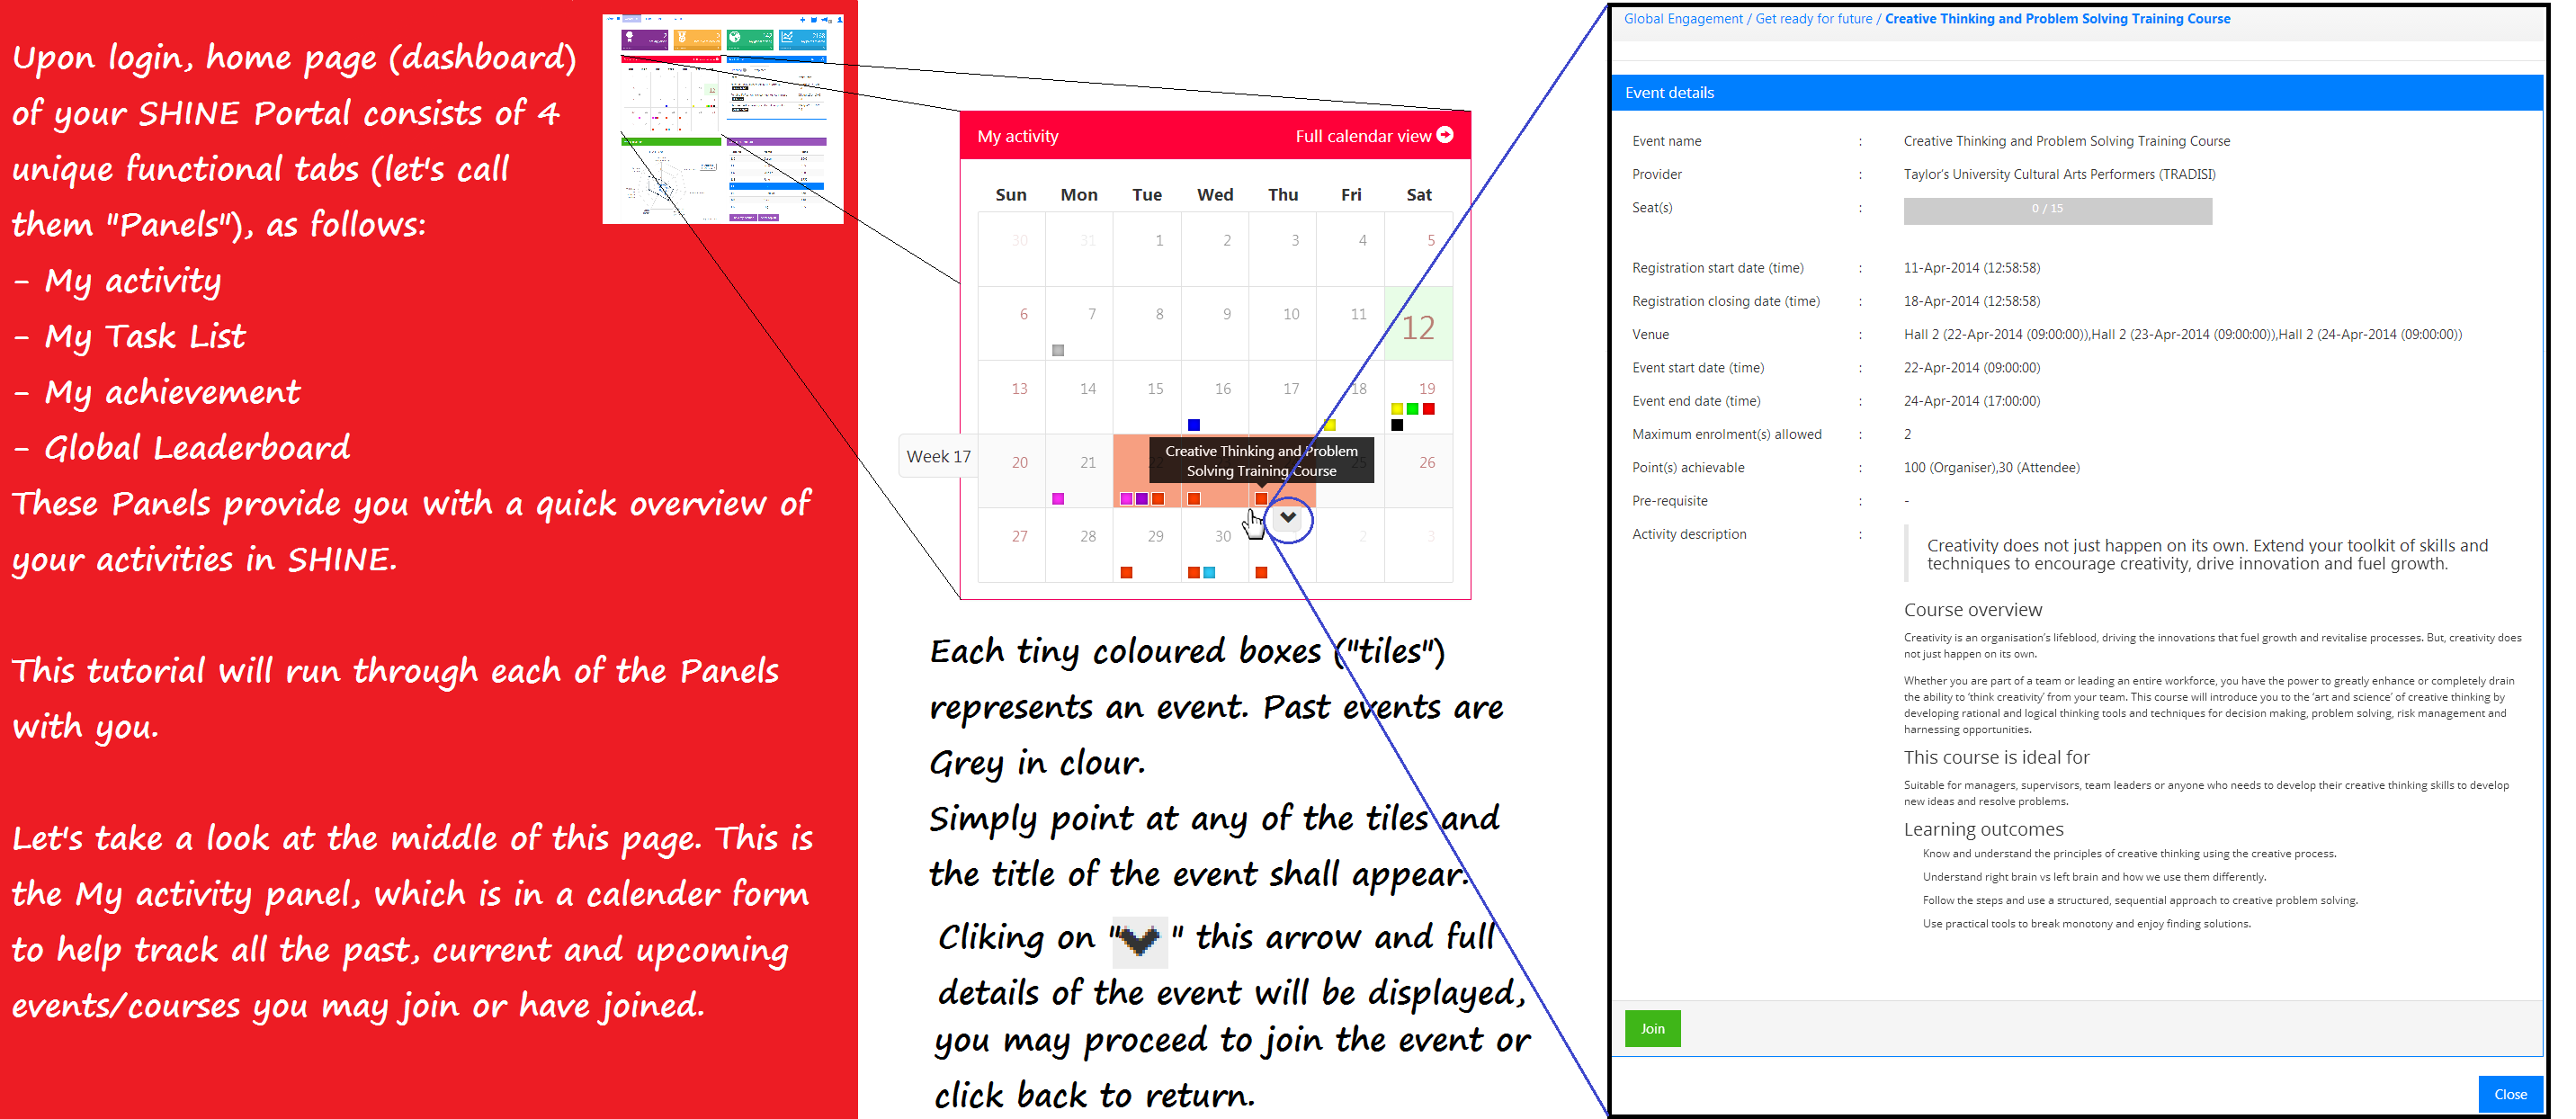 Upon login, home page (dashboard)
of your SHINE Portal consists of 4
unique functional tabs (let's call
them "Panels"), as follows:
- My activity
- My Task List
- My achievement
- Global Leaderboard
These Panels provide you with a quick overview of
your activities in SHINE.
This tutorial will run through each of the Panels
with you.
Let's take a look at the middle of this page. This is
the My activity panel, which is in a calender form
to help track all the past, current and upcoming
events/courses you may join or have joined.
My activity Full calendar view
Sun Mon Tue Wed Thu Fri Sat
30 31 1 2 3 4 5
6 7 8 9 10 11 12
13 14 15 16 17 18 19
Week 17 20 21 22 25 26
Creative Thinking and Problem
Solving Training Course
27 28 29 30 2 3
Each tiny coloured boxes ("tiles")
represents an event. Past events are
Grey in clour.
Simply point at any of the tiles and
the title of the event shall appear.
Cliking on " " this arrow and full
details of the event will be displayed,
you may proceed to join the event or
click back to return.
Global Engagement / Get ready for future / Creative Thinking and Problem Solving Training Course
Event details
Event name : Creative Thinking and Problem Solving Training Course
Provider : Taylor's University Cultural Arts Performers (TRADISI)
Seat(s) : 0 / 15
Registration start date (time) : 11-Apr-2014 (12:58:58)
Registration closing date (time) : 18-Apr-2014 (12:58:58)
Venue : Hall 2 (22-Apr-2014 (09:00:00)),Hall 2 (23-Apr-2014 (09:00:00)),Hall 2 (24-Apr-2014 (09:00:00))
Event start date (time) : 22-Apr-2014 (09:00:00)
Event end date (time) : 24-Apr-2014 (17:00:00)
Maximum enrolment(s) allowed : 2
Point(s) achievable : 100 (Organiser),30 (Attendee)
Pre-requisite : -
Activity description :
Creativity does not just happen on its own. Extend your toolkit of skills and
techniques to encourage creativity, drive innovation and fuel growth.
Course overview
Creativity is an organisation's lifeblood, driving the innovations that fuel growth and revitalise processes. But, creativity does
not just happen on its own.
Whether you are part of a team or leading an entire workforce, you have the power to greatly enhance or completely drain
the ability to 'think creativity' from your team. This course will introduce you to the 'art and science' of creative thinking by
developing rational and logical thinking tools and techniques for decision making, problem solving, risk management and
harnessing opportunities.
This course is ideal for
Suitable for managers, supervisors, team leaders or anyone who needs to develop their creative thinking skills to develop
new ideas and resolve problems.
Learning outcomes
Know and understand the principles of creative thinking using the creative process.
Understand right brain vs left brain and how we use them differently.
Follow the steps and use a structured, sequential approach to creative problem solving.
Use practical tools to break monotony and enjoy finding solutions.
Join
Close